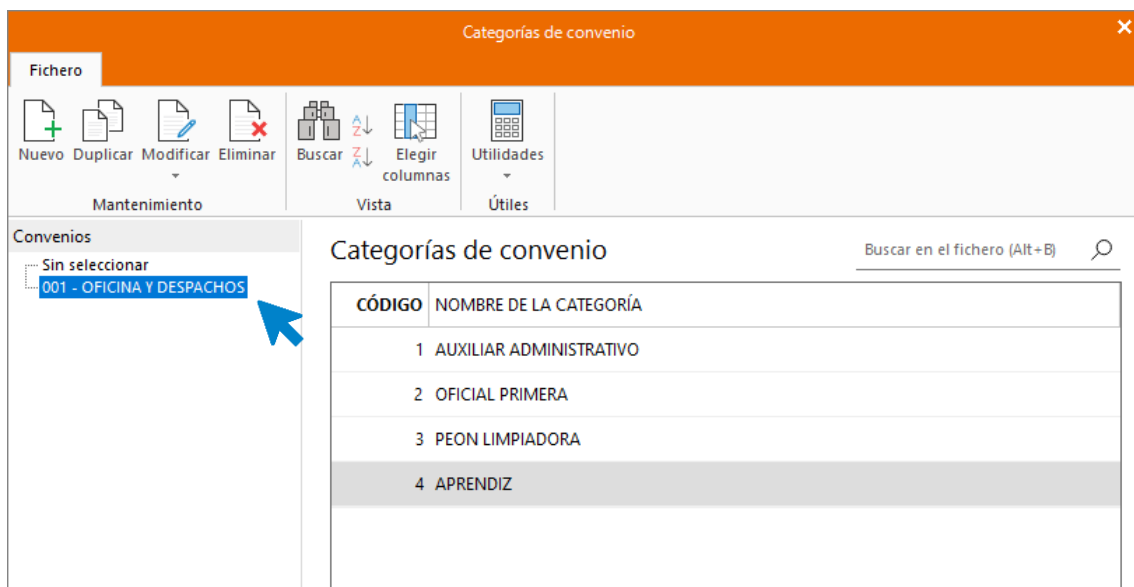 Categorías de convenio
Fichero
Nuevo Duplicar Modificar Eliminar Buscar Elegir columnas Utilidades
Mantenimiento Vista Útiles
Convenios
Sin seleccionar
001 - OFICINA Y DESPACHOS
Categorías de convenio
Buscar en el fichero (Alt+B)
CÓDIGO NOMBRE DE LA CATEGORÍA
1 AUXILIAR ADMINISTRATIVO
2 OFICIAL PRIMERA
3 PEON LIMPIADORA
4 APRENDIZ